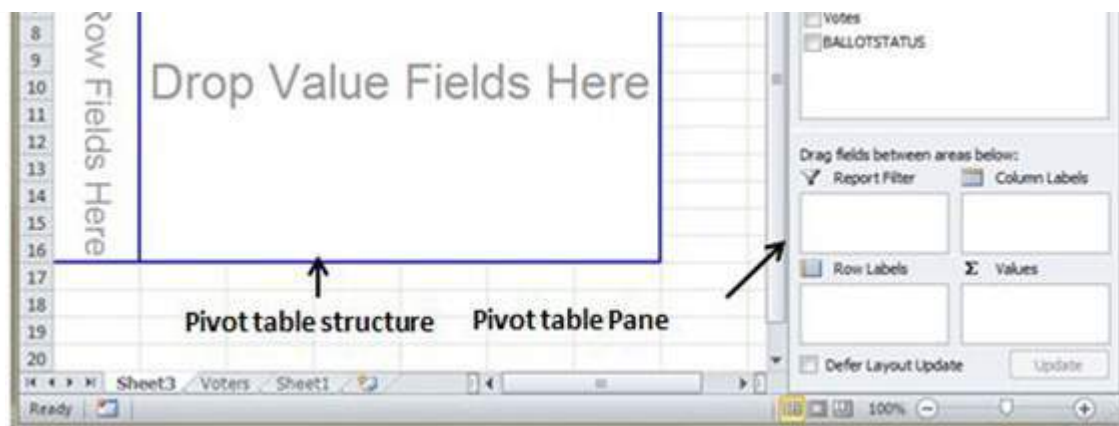 Votes
BALLOTSTATUS
8
9
10
11
12
13
14
15
16
17
18
19
20
Row Fields Here
Drop Value Fields Here
Drag fields between areas below:
Report Filter
Column Labels
Row Labels
Σ Values
Pivot table structure
Pivot table Pane
Defer Layout Update
Update
Sheet3 Voters Sheet1
Ready
100%